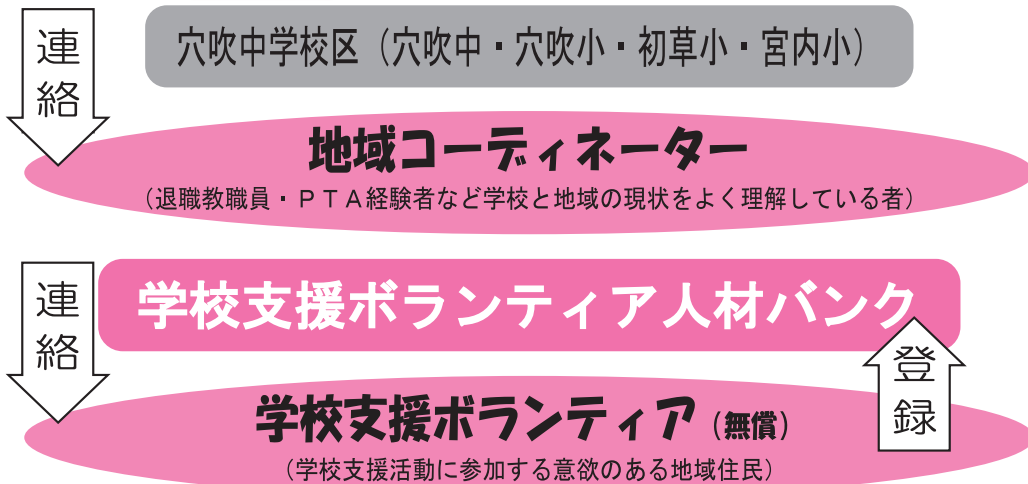 連絡
穴吹中学校区（穴吹中・穴吹小・初草小・宮内小）
地域コーディネーター
（退職教職員・ＰＴＡ経験者など学校と地域の現状をよく理解している者）
連絡
学校支援ボランティア人材バンク
登録
学校支援ボランティア（無償）
（学校支援活動に参加する意欲のある地域住民）